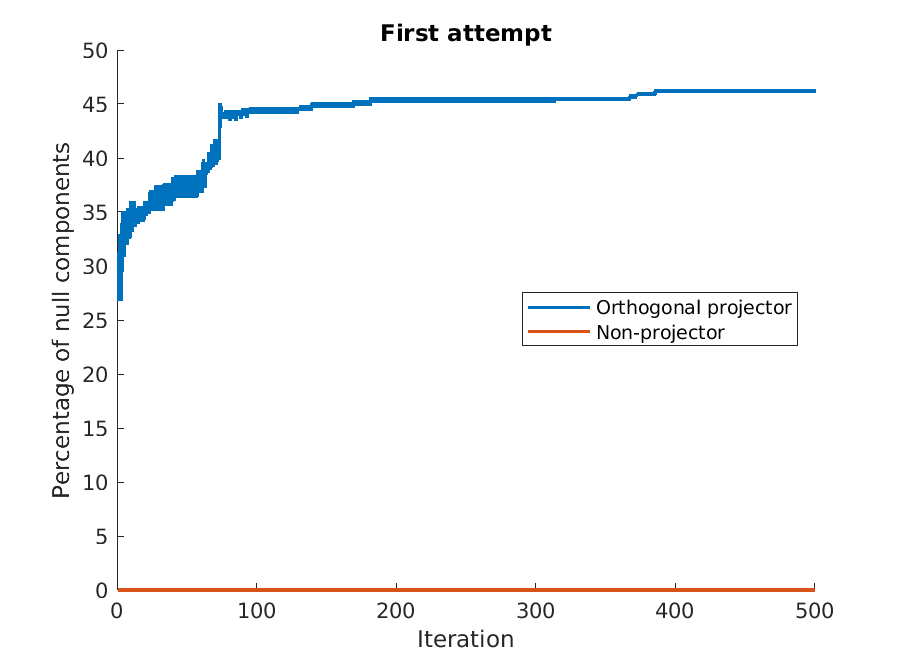 First attempt
Percentage of null components
50
45
40
35
30
25
20
15
10
5
0
Orthogonal projector
Non-projector
0 100 200 300 400 500
Iteration